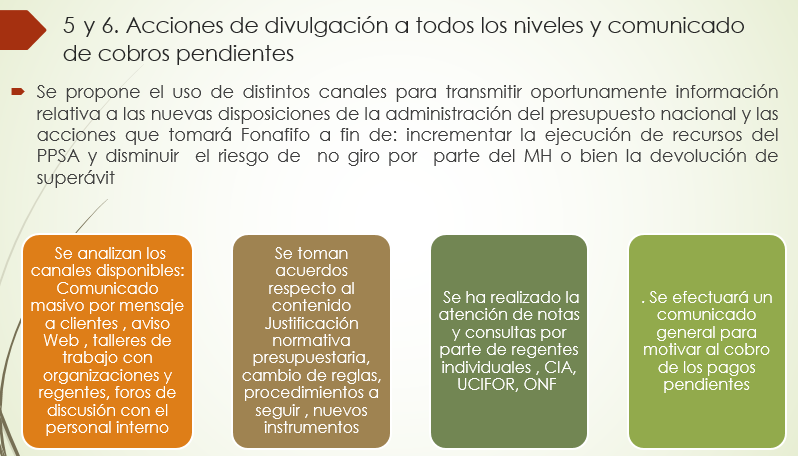 5 y 6. Acciones de divulgación a todos los niveles y comunicado
de cobros pendientes
Se propone el uso de distintos canales para transmitir oportunamente información
relativa a las nuevas disposiciones de la administración del presupuesto nacional y las
acciones que tomará Fonafifo a fin de: incrementar la ejecución de recursos del
PPSA y disminuir el riesgo de no giro por parte del MH o bien la devolución de
superávit
Se analizan los
canales disponibles:
Comunicado
masivo por mensaje
a clientes , aviso
Web , talleres de
trabajo con
organizaciones y
regentes, foros de
discusión con el
personal interno
Se toman
acuerdos
respecto al
contenido
Justificación
normativa
presupuestaria,
cambio de reglas,
procedimientos a
seguir , nuevos
instrumentos
Se ha realizado la
atención de notas
y consultas por
parte de regentes
individuales , CIA,
UCIFOR, ONF
. Se efectuará un
comunicado
general para
motivar al cobro
de los pagos
pendientes